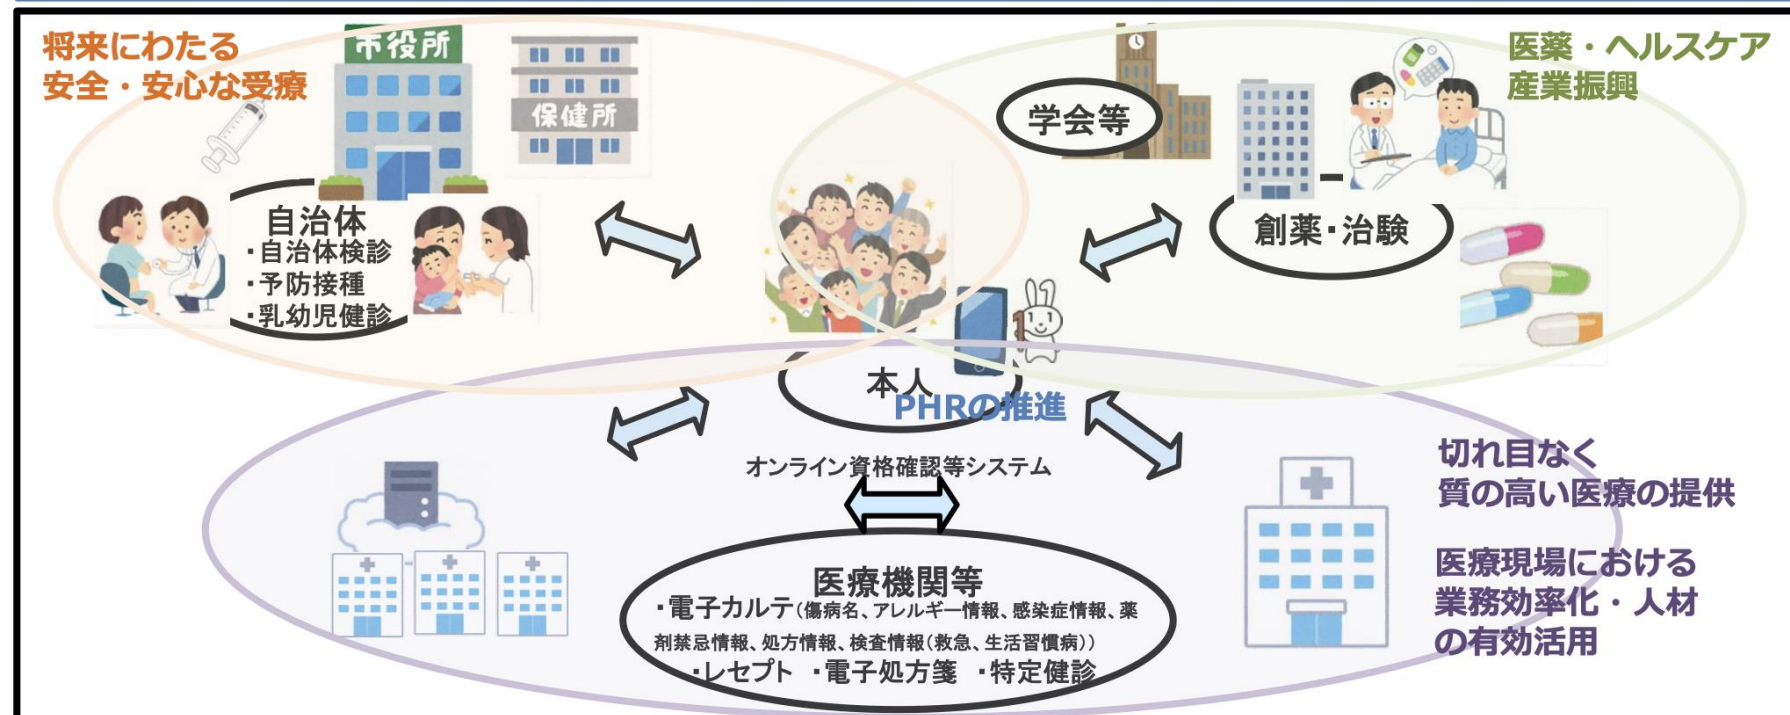 将来にわたる
安全・安心な受療
市役所
保健所
自治体
・自治体検診
・予防接種
・乳幼児健診
医薬・ヘルスケア
産業振興
学会等
創薬・治験
1
本人
PHRの推進
オンライン資格確認等システム
医療機関等
・電子カルテ(傷病名、アレルギー情報、感染症情報、薬
剤禁忌情報、処方情報、検査情報(救急、生活習慣病))
・レセプト ・電子処方箋 ・特定健診
切れ目なく
質の高い医療の提供
医療現場における
業務効率化・人材
の有効活用